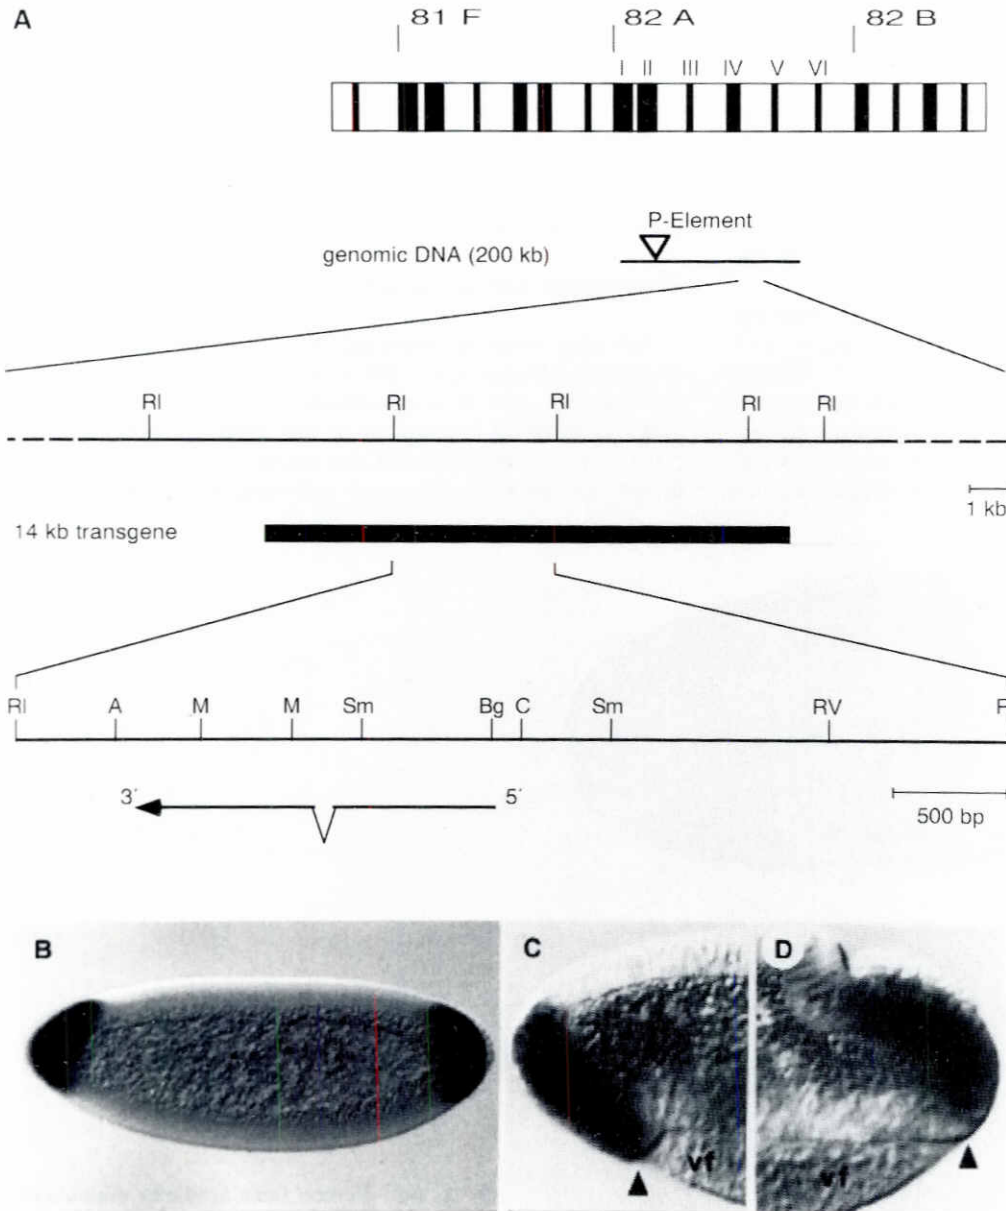 A
81 F 82 A 82 B
I II III IV V VI
P-Element
genomic DNA (200 kb)
RI RI RI RI RI
1 kb
14 kb transgene
RI A M M Sm Bg C Sm RV
3´ 5´
500 bp
B C D
vf vf